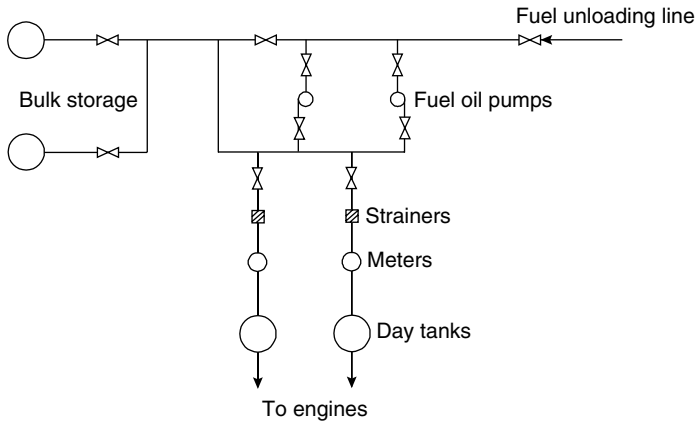 Fuel unloading line
Bulk storage
Fuel oil pumps
Strainers
Meters
Day tanks
To engines